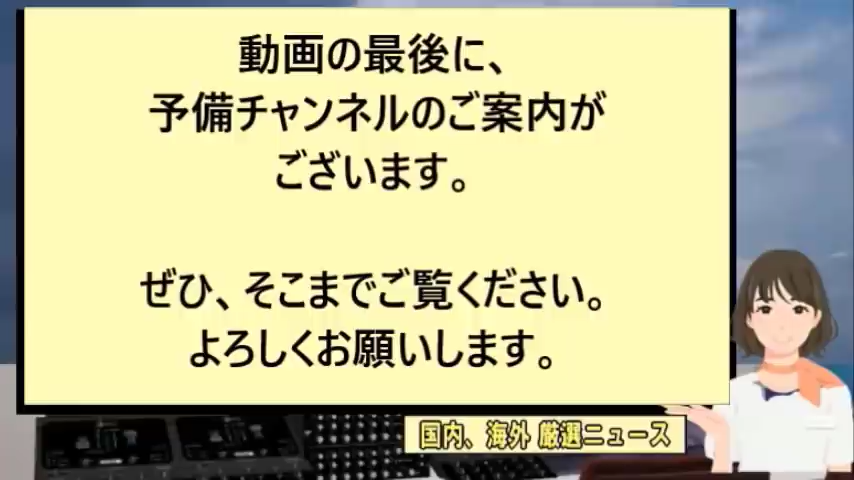 動画の最後に、
予備チャンネルのご案内が
ございます。
ぜひ、そこまでご覧ください。
よろしくお願いします。
国内、海外 厳選ニュース